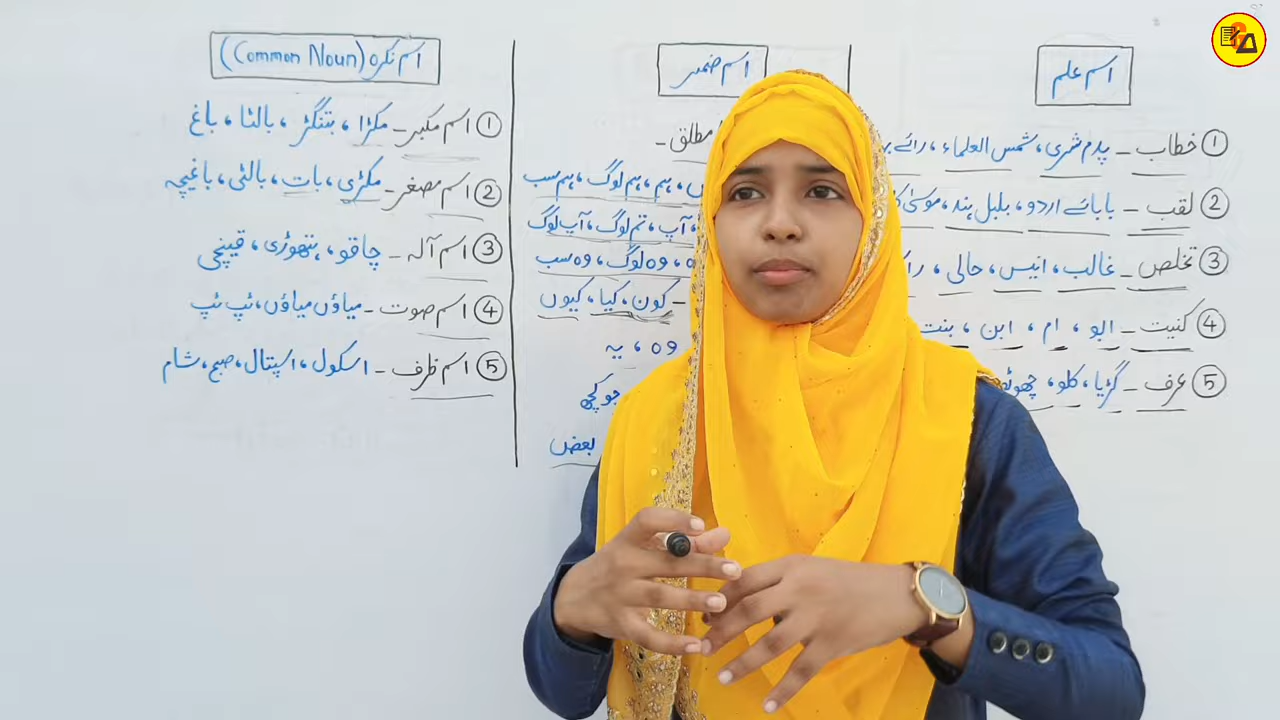 اسم علم
① خطاب – پدم شری، شمس العلماء، رائے
② لقب – بابائے اردو، بلبل ہند، موسیٰ
③ تخلص – غالب، انیس، حالی،
④ کنیت – ابو، ام، ابن، بنت
⑤ عرف – گڑیا، کلو، چھوٹو
اسم ضمیر
مطلق –
، ہم، ہم لوگ، ہم سب
، آپ، تم لوگ، آپ لوگ
، وہ لوگ، وہ سب
– کون، کیا، کیوں
وہ، یہ
جو کچھ
بعض
اسم نکرہ (Common Noun)
① اسم مکبر – مکڑا، بتنگڑ، بالٹا، باغ
② اسم مصغر – مکڑی، بات، بالٹی، باغیچہ
③ اسم آلہ – چاقو، ہتھوڑی، قینچی
④ اسم صوت – میاؤں میاؤں، ٹپ ٹپ
⑤ اسم ظرف – اسکول، اسپتال، صبح، شام